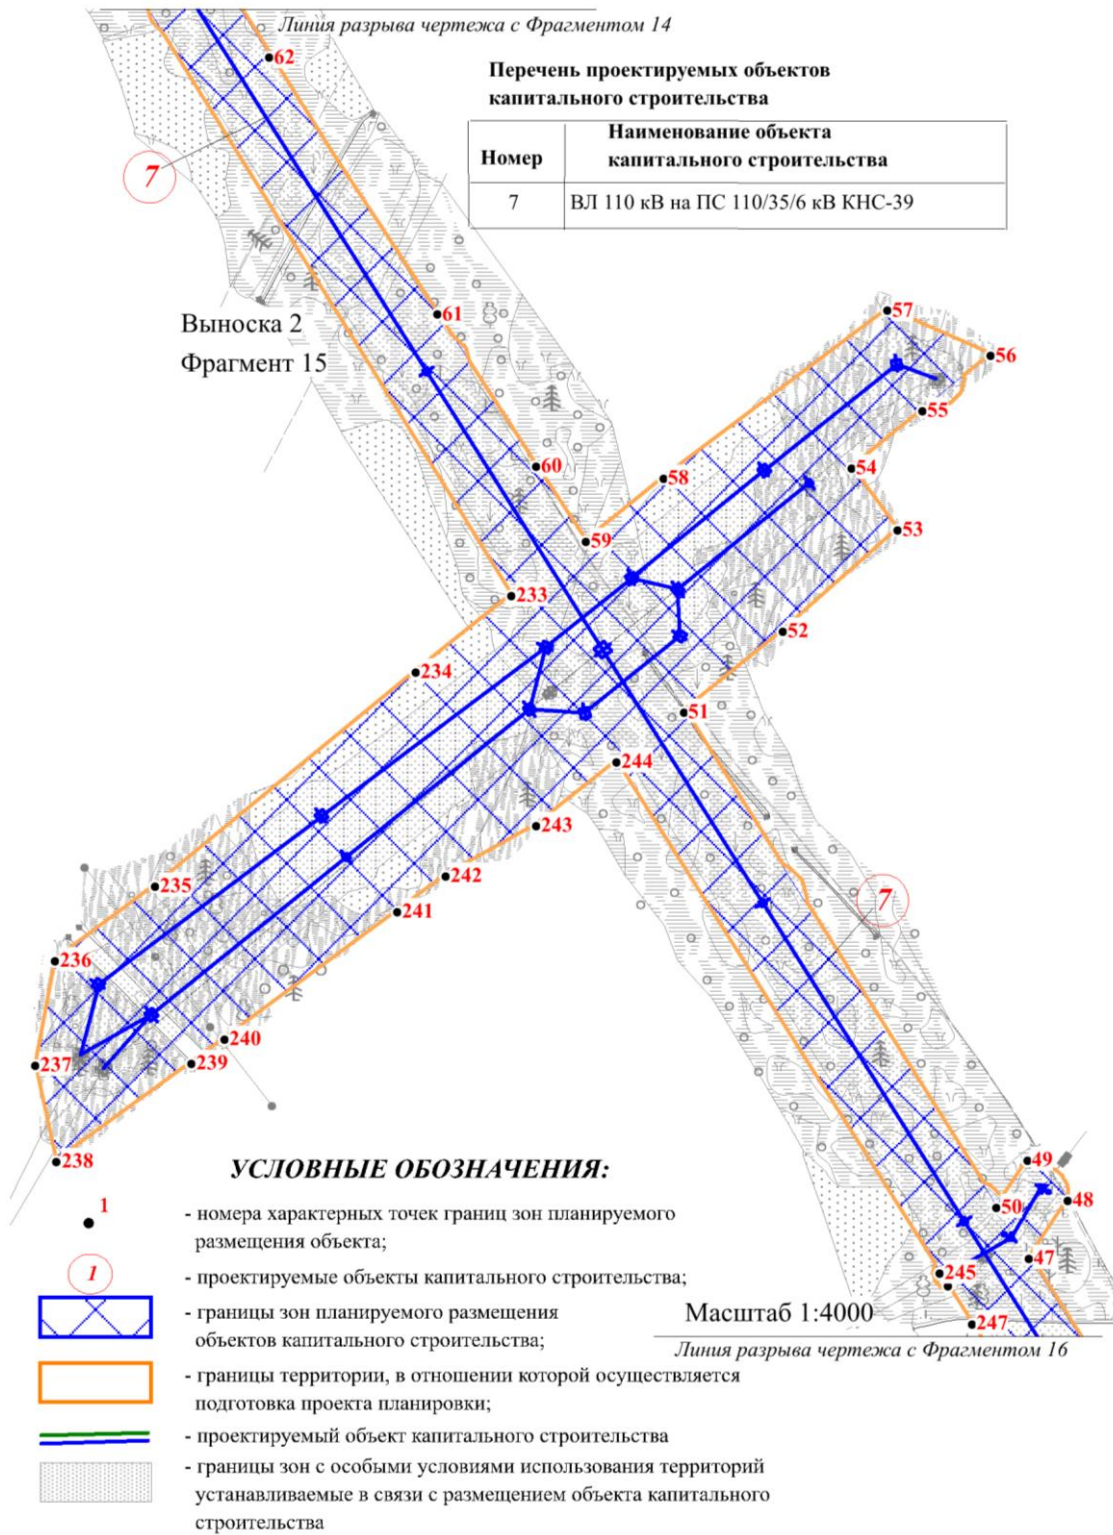 Линия разрыва чертежа с Фрагментом 14
62
Перечень проектируемых объектов
капитального строительства
Номер
Наименование объекта
капитального строительства
7
ВЛ 110 кВ на ПС 110/35/6 кВ КНС-39
7
61
Выноска 2
Фрагмент 15
57
56
55
60
58
54
53
59
233
52
234
51
244
243
235
242
241
7
236
240
237
239
238
49
50
48
47
245
247
Масштаб 1:4000
Линия разрыва чертежа с Фрагментом 16
УСЛОВНЫЕ ОБОЗНАЧЕНИЯ:
1
- номера характерных точек границ зон планируемого
размещения объекта;
1
- проектируемые объекты капитального строительства;
- границы зон планируемого размещения
объектов капитального строительства;
- границы территории, в отношении которой осуществляется
подготовка проекта планировки;
- проектируемый объект капитального строительства
- границы зон с особыми условиями использования территорий
устанавливаемые в связи с размещением объекта капитального
строительства